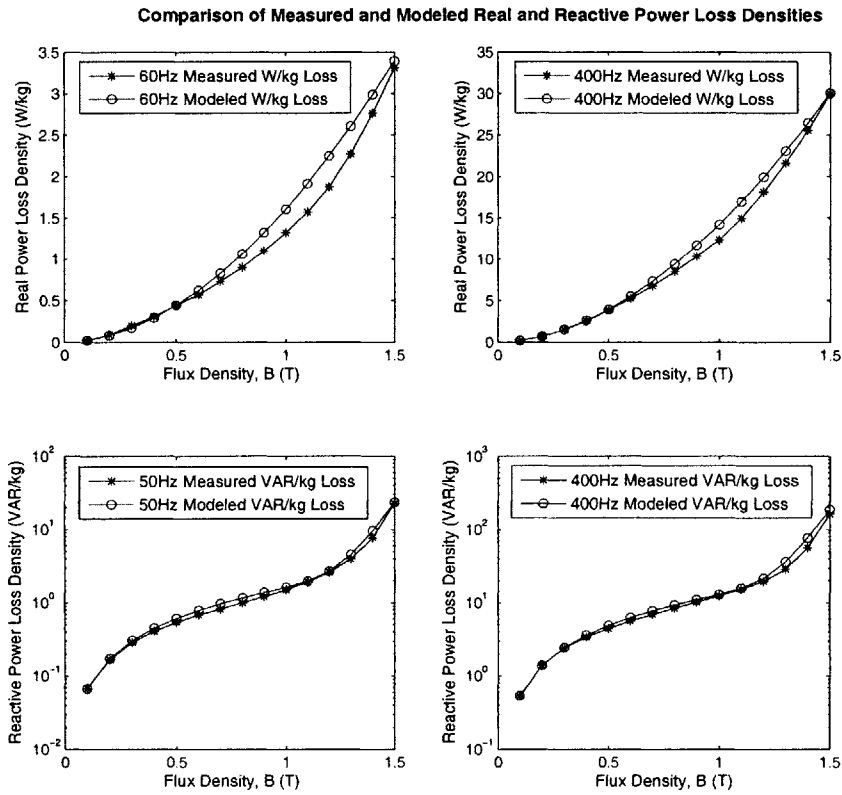 Comparison of Measured and Modeled Real and Reactive Power Loss Densities
Real Power Loss Density (W/kg)
3.5
3
2.5
2
1.5
1
0.5
0
60Hz Measured W/kg Loss
60Hz Modeled W/kg Loss
0
0.5
1
1.5
Flux Density, B (T)
Real Power Loss Density (W/kg)
35
30
25
20
15
10
5
0
400Hz Measured W/kg Loss
400Hz Modeled W/kg Loss
0
0.5
1
1.5
Flux Density, B (T)
Reactive Power Loss Density (VAR/kg)
10^2
10^1
10^0
10^-1
10^-2
50Hz Measured VAR/kg Loss
50Hz Modeled VAR/kg Loss
0
0.5
1
1.5
Flux Density, B (T)
Reactive Power Loss Density (VAR/kg)
10^3
10^2
10^1
10^0
10^-1
400Hz Measured VAR/kg Loss
400Hz Modeled VAR/kg Loss
0
0.5
1
1.5
Flux Density, B (T)